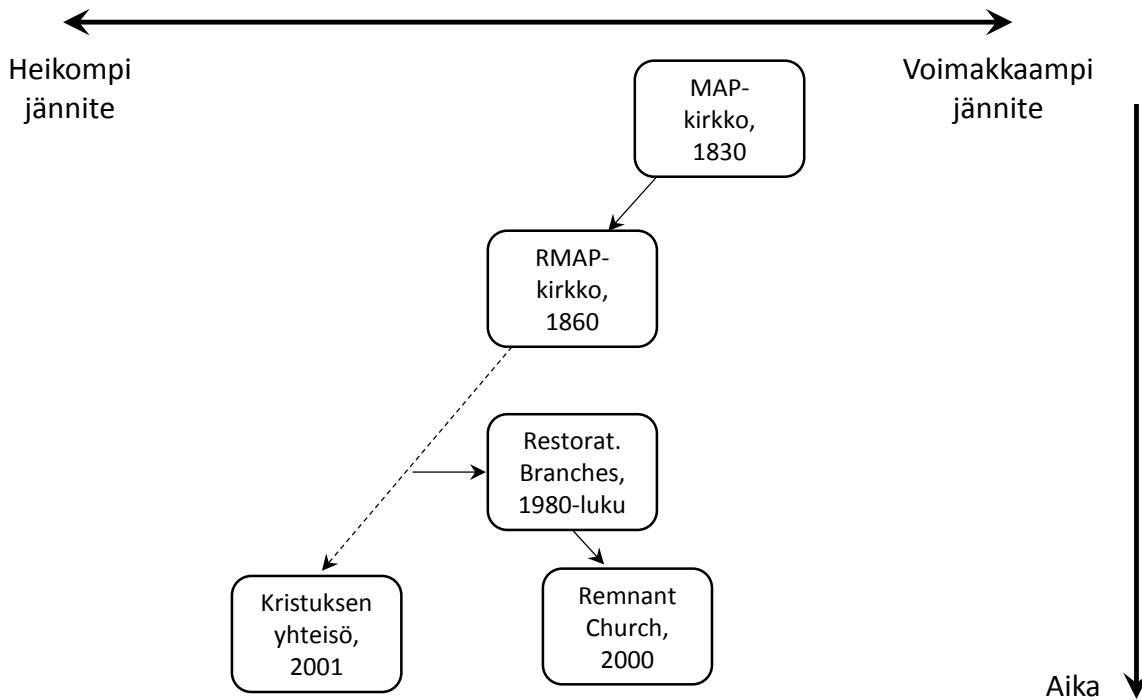 Heikompi
jännite
Voimakkaampi
jännite
MAP-
kirkko,
1830
RMAP-
kirkko,
1860
Restorat.
Branches,
1980-luku
Kristuksen
yhteisö,
2001
Remnant
Church,
2000
Aika